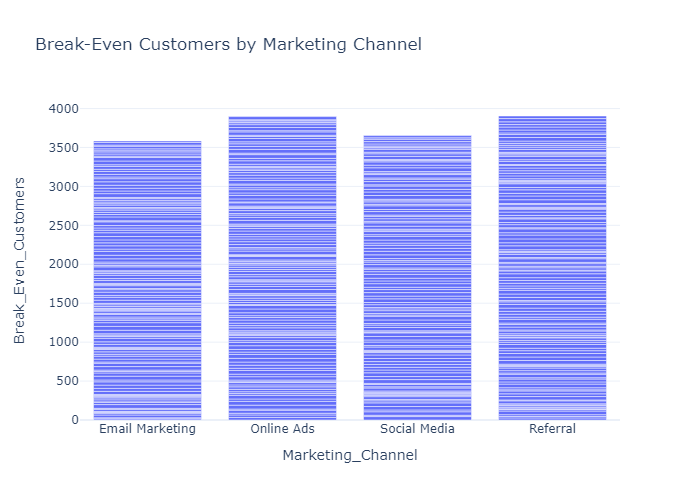 Break-Even Customers by Marketing Channel
4000
3500
3000
2500
2000
1500
1000
500
0
Break_Even_Customers
Email Marketing
Online Ads
Social Media
Referral
Marketing_Channel